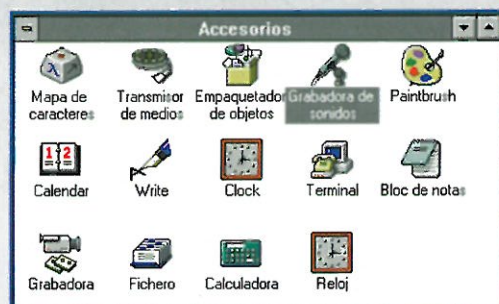 Accesorios
Mapa de caracteres
Transmisor de medios
Empaquetador de objetos
Grabadora de sonidos
Paintbrush
Calendar
Write
Clock
Terminal
Bloc de notas
Grabadora
Fichero
Calculadora
Reloj